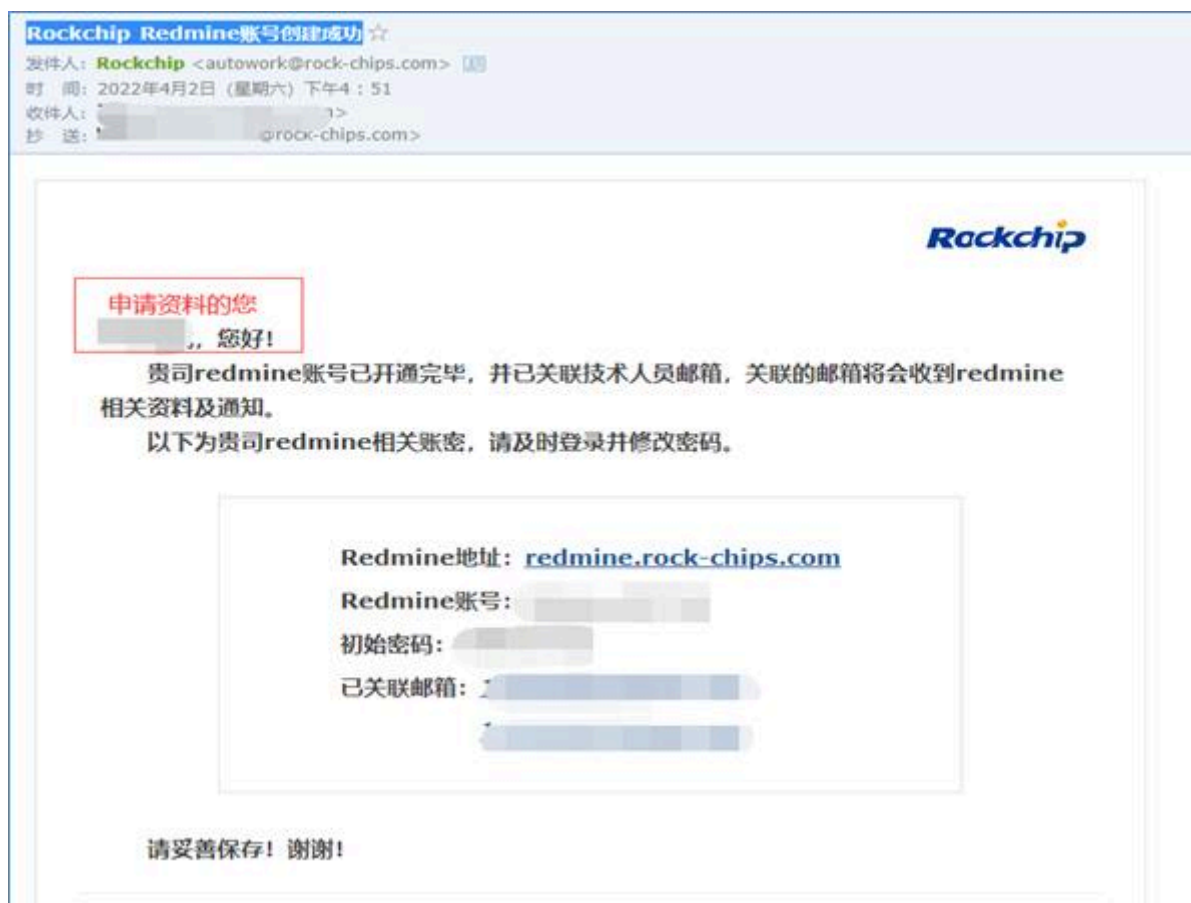 Rockchip Redmine账号创建成功
发件人: Rockchip <autowork@rock-chips.com>
时 间: 2022年4月2日 (星期六) 下午4:51
收件人:
抄 送: @rock-chips.com>
Rockchip
申请资料的您
,, 您好!
贵司redmine账号已开通完毕, 并已关联技术人员邮箱, 关联的邮箱将会收到redmine
相关资料及通知。
以下为贵司redmine相关账密, 请及时登录并修改密码。
Redmine地址: redmine.rock-chips.com
Redmine账号:
初始密码:
已关联邮箱:
请妥善保存! 谢谢!